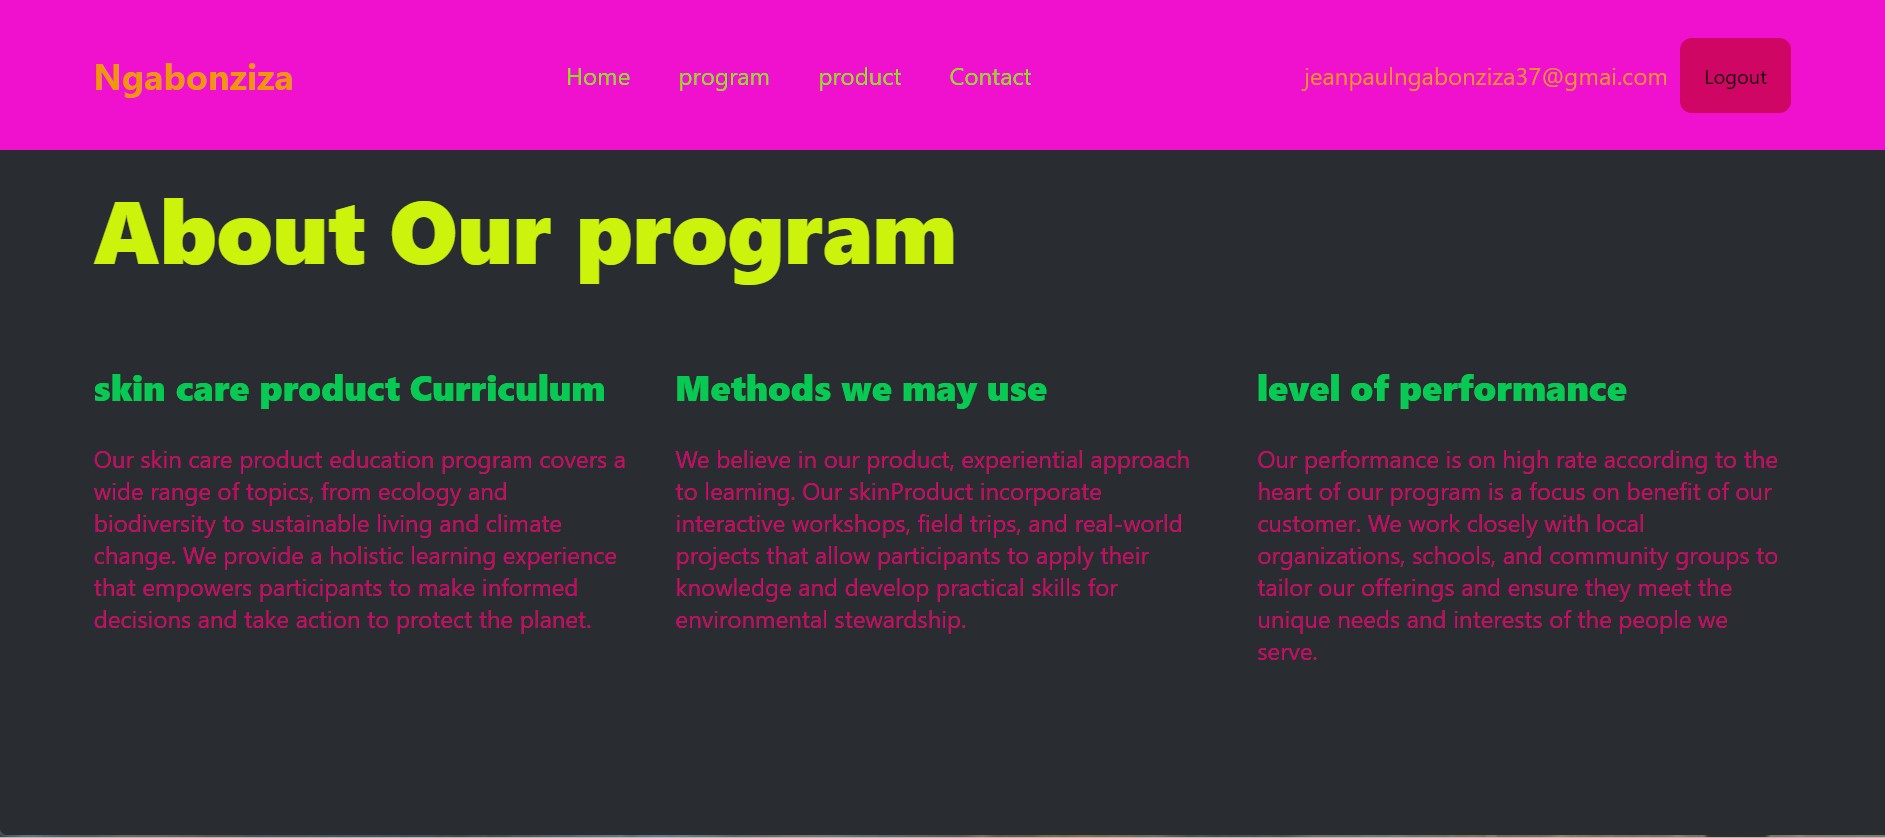 Ngabonziza
Home program product Contact
jeanpaulngabonziza37@gmai.com
Logout
About Our program
skin care product Curriculum
Our skin care product education program covers a
wide range of topics, from ecology and
biodiversity to sustainable living and climate
change. We provide a holistic learning experience
that empowers participants to make informed
decisions and take action to protect the planet.
Methods we may use
We believe in our product, experiential approach
to learning. Our skinProduct incorporate
interactive workshops, field trips, and real-world
projects that allow participants to apply their
knowledge and develop practical skills for
environmental stewardship.
level of performance
Our performance is on high rate according to the
heart of our program is a focus on benefit of our
customer. We work closely with local
organizations, schools, and community groups to
tailor our offerings and ensure they meet the
unique needs and interests of the people we
serve.